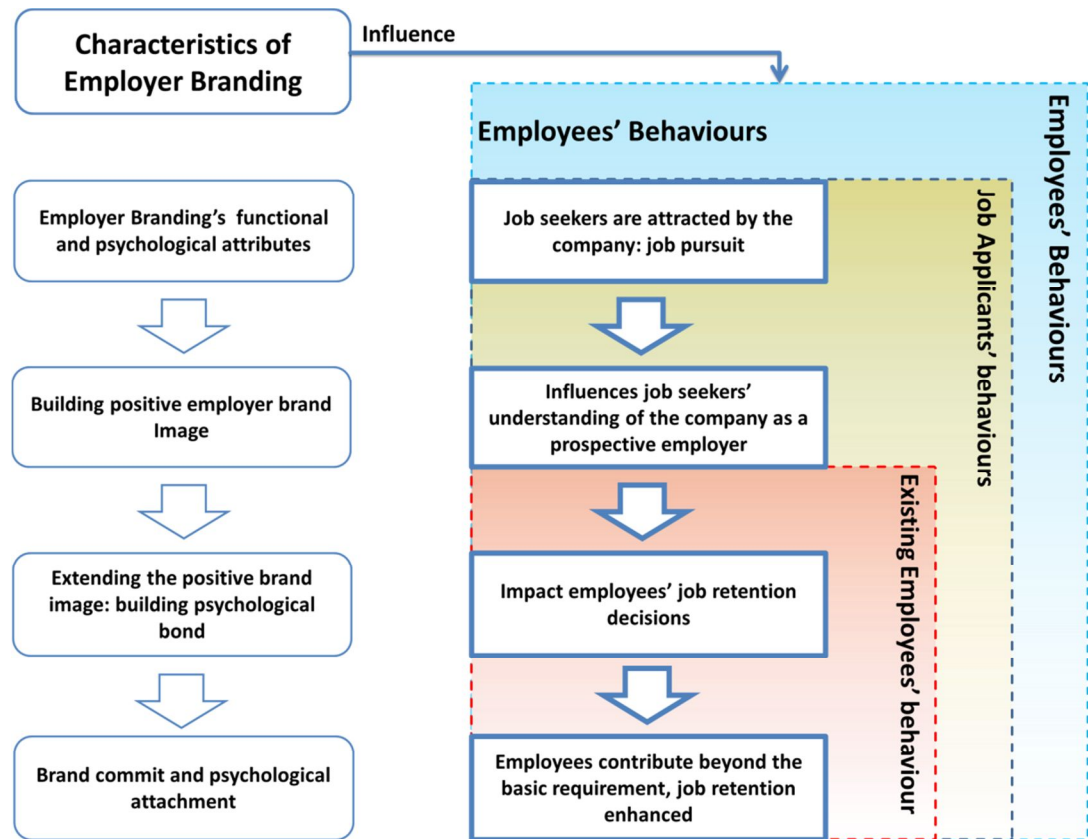 Characteristics of
Employer Branding
Influence
Employees' Behaviours
Employees' Behaviours
Job Applicants' behaviours
Existing Employees' behaviour
Employer Branding's functional
and psychological attributes
Job seekers are attracted by the
company: job pursuit
Building positive employer brand
Image
Influences job seekers'
understanding of the company as a
prospective employer
Extending the positive brand
image: building psychological
bond
Impact employees' job retention
decisions
Brand commit and psychological
attachment
Employees contribute beyond the
basic requirement, job retention
enhanced